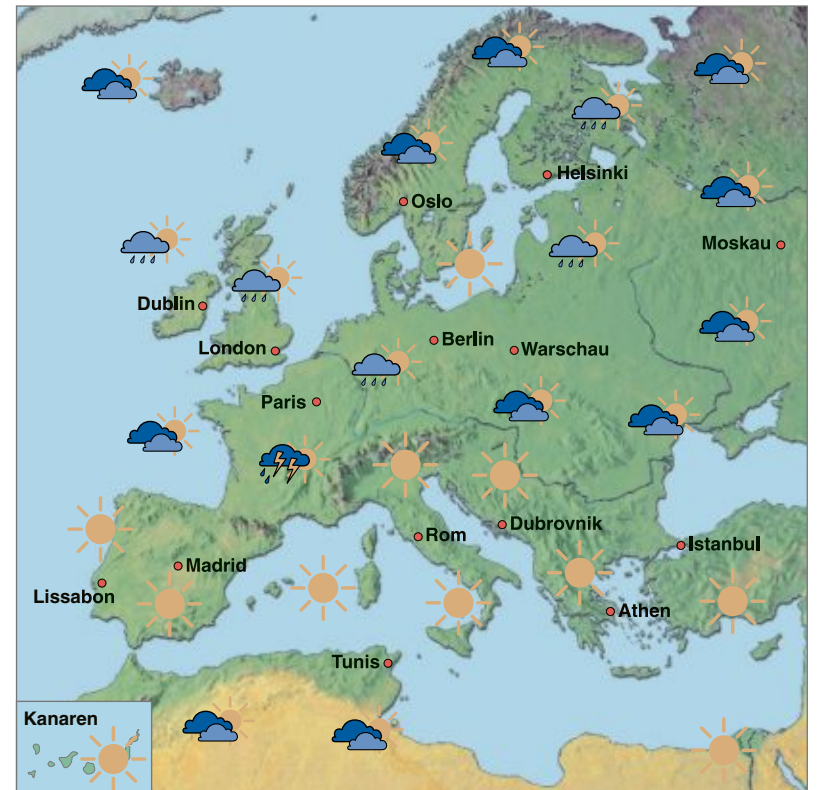 Helsinki
Oslo
Moskau
Dublin
London
Berlin
Warschau
Paris
Dubrovnik
Rom
Istanbul
Madrid
Lissabon
Athen
Tunis
Kanaren